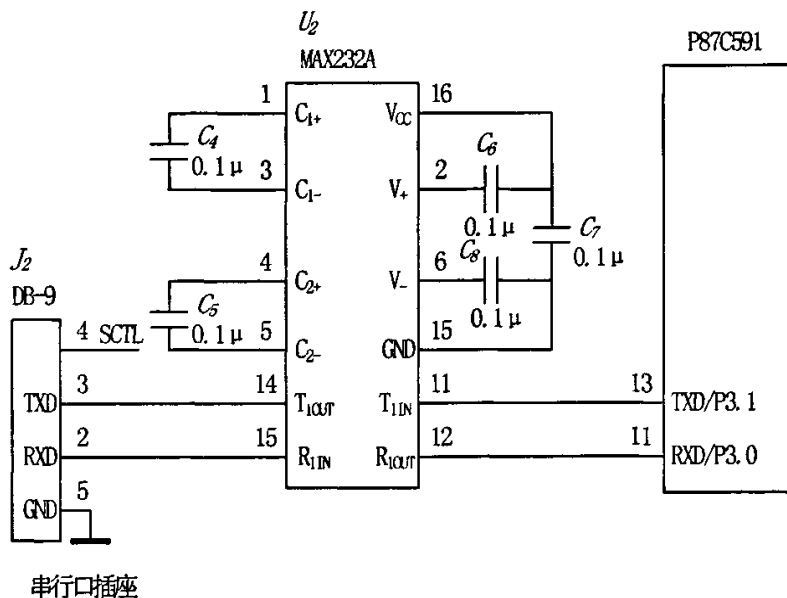 U2
MAX232A
P87C591
1 C1+ VCC 16
C4
0.1μ
3 C1- V+ 2 C6
0.1μ
C7
0.1μ
4 C2+ V- 6 C8
0.1μ
C5
0.1μ
5 C2- GND 15
J2
DB-9
4 SCTL
TXD 3 14 T1OUT T1IN 11 13 TXD/P3.1
RXD 2 15 R1IN R1OUT 12 11 RXD/P3.0
GND 5
串行口插座